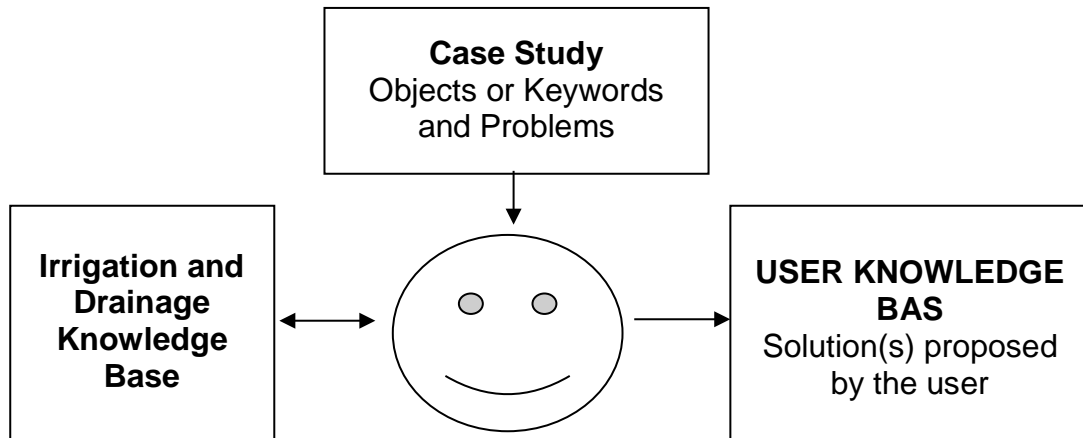 Case Study
Objects or Keywords
and Problems
Irrigation and
Drainage
Knowledge
Base
USER KNOWLEDGE
BAS
Solution(s) proposed
by the user